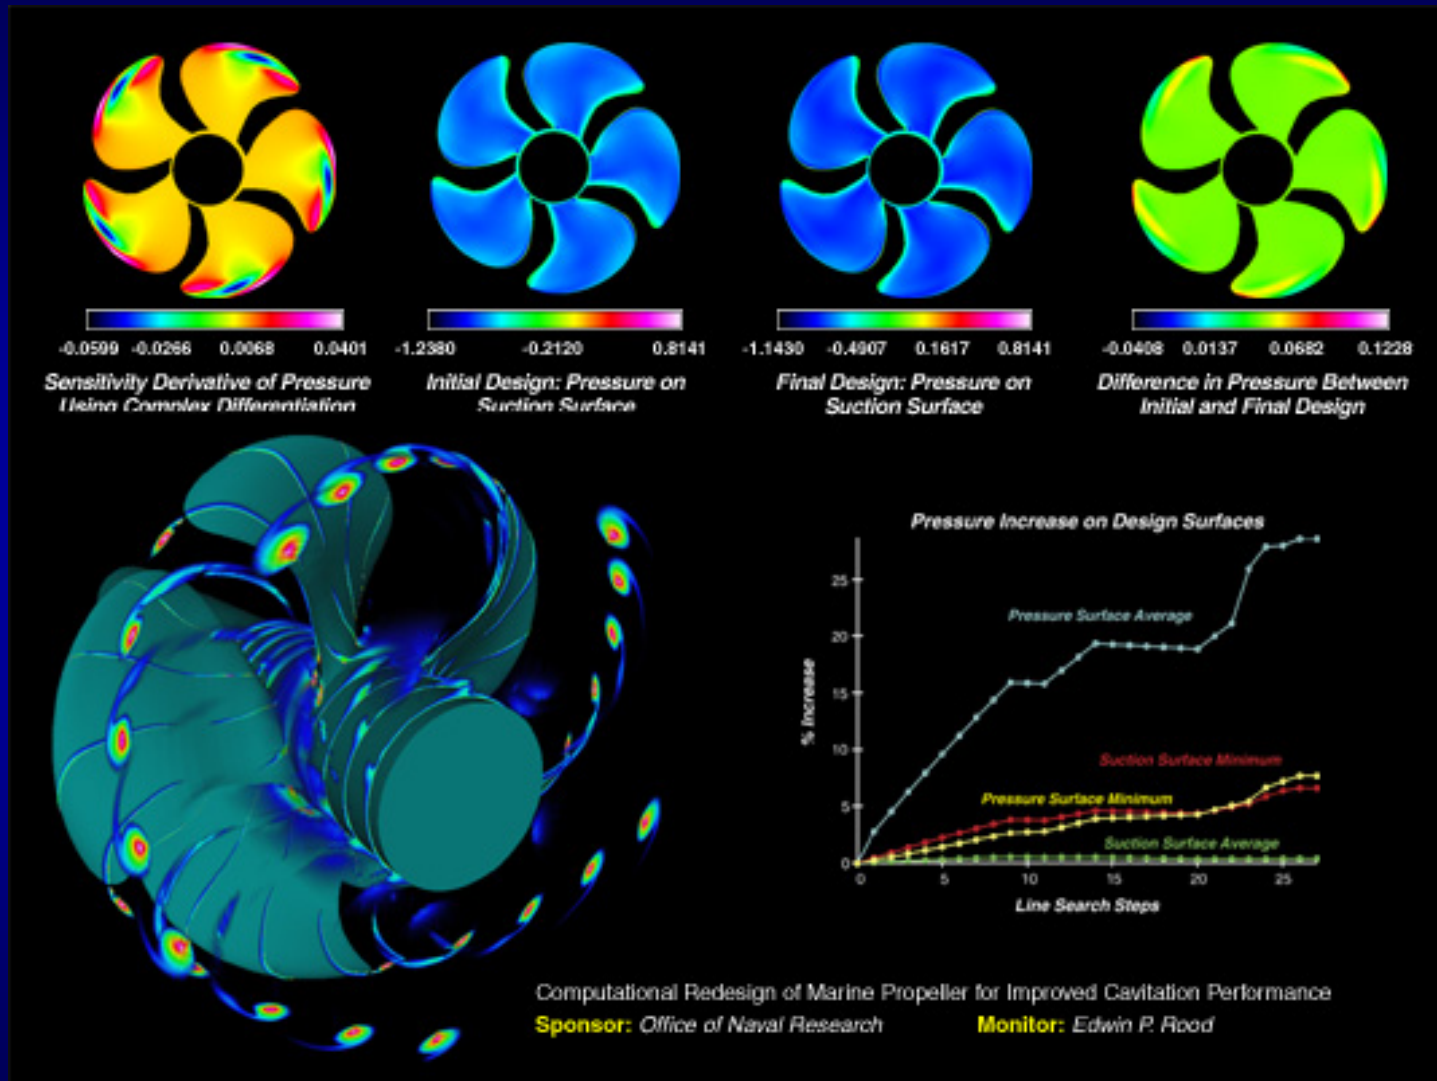 -0.0599 -0.0266 0.0068 0.0401
-1.2380 -0.2120 0.8141
-1.1430 -0.4907 0.1617 0.8141
-0.0408 0.0137 0.0682 0.1228
Sensitivity Derivative of Pressure
Using Complex Differentiation
Initial Design: Pressure on
Suction Surface
Final Design: Pressure on
Suction Surface
Difference in Pressure Between
Initial and Final Design
Pressure Increase on Design Surfaces
25
20
15
10
5
0
% Increase
Pressure Surface Average
Suction Surface Minimum
Pressure Surface Minimum
Suction Surface Average
0 5 10 15 20 25
Line Search Steps
Computational Redesign of Marine Propeller for Improved Cavitation Performance
Sponsor: Office of Naval Research Monitor: Edwin P. Rood